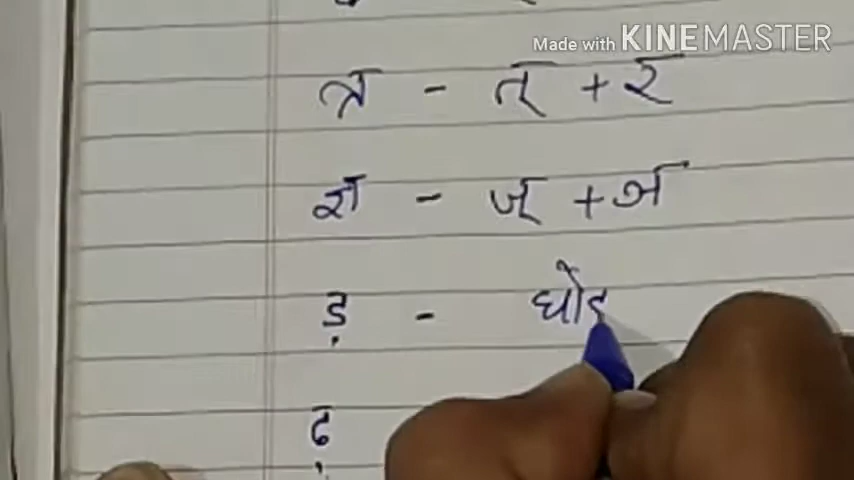 Made with KINEMASTER
त्र - त् + र
ज्ञ - ज् + ञ
ड़ - घोड
ढ़